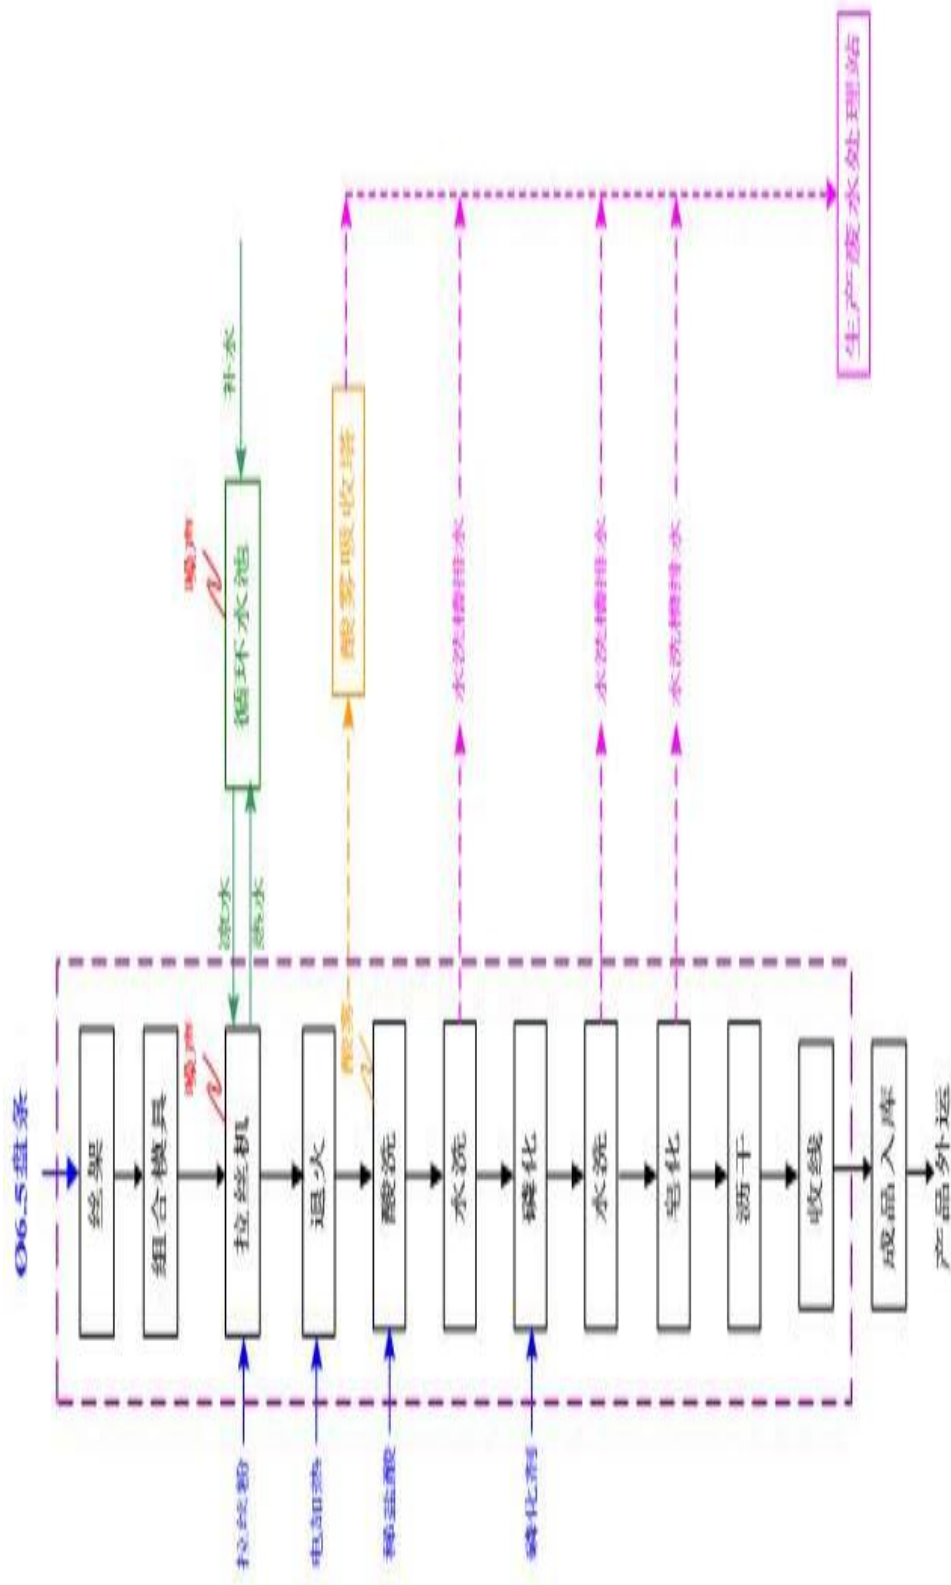 Θ6.5盘条
丝架
组合模具
噪声
拉丝机
拉丝粉
凉水
热水
循环水池
噪声
补水
退火
电加热
酸洗
稀盐酸
酸雾
酸雾吸收塔
水洗
水洗槽排水
磷化
磷化剂
水洗
水洗槽排水
皂化
水洗槽排水
沥干
收线
成品入库
产品外运
生产废水处理站